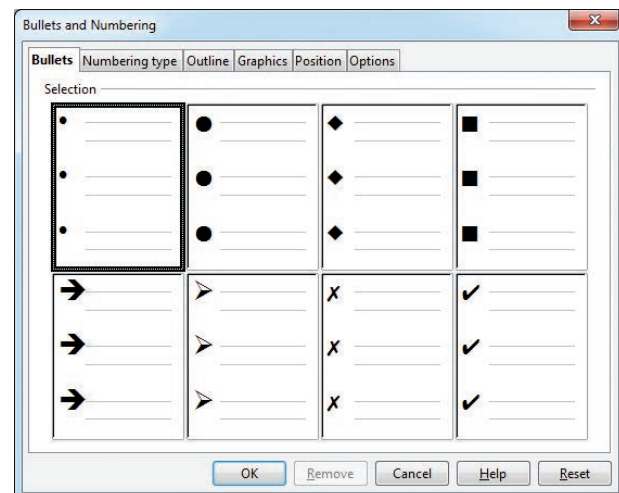 Bullets and Numbering
Bullets Numbering type Outline Graphics Position Options
Selection
OK Remove Cancel Help Reset